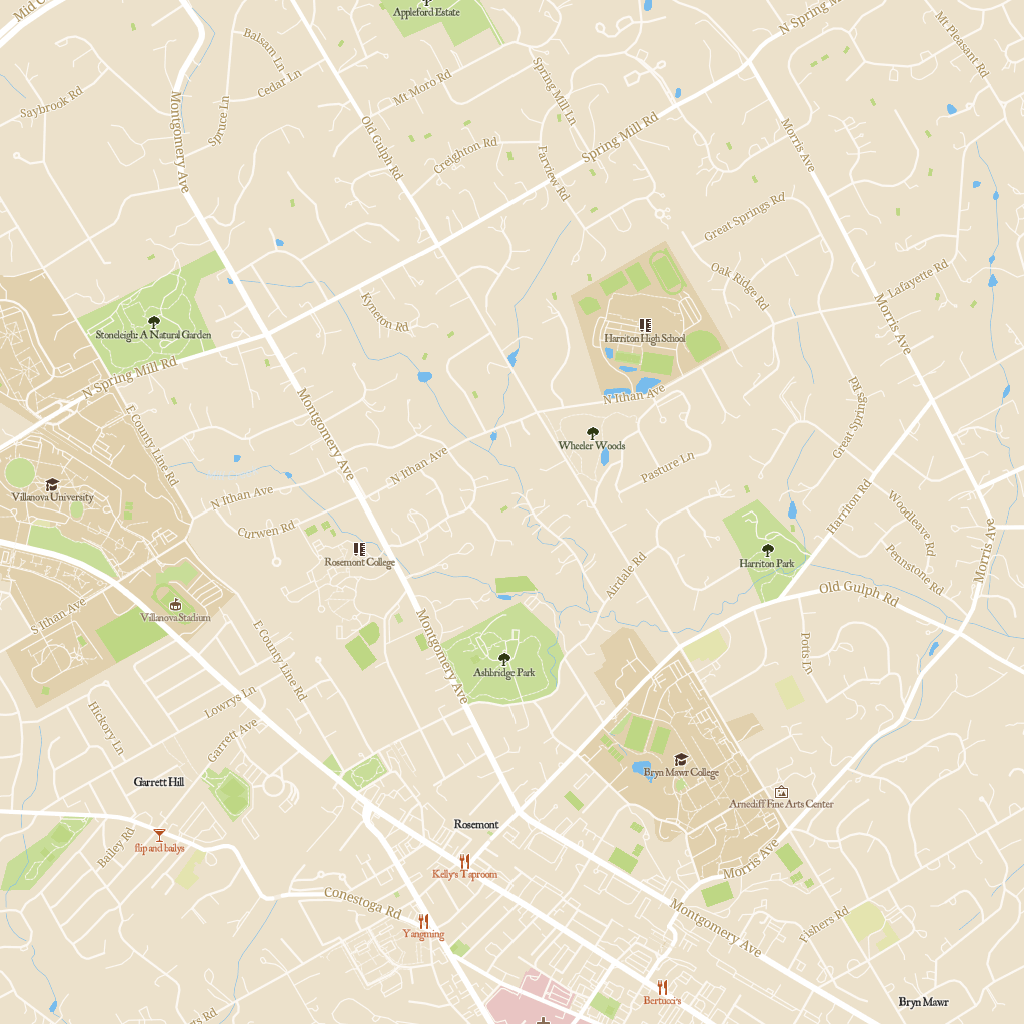 Mid
Appleford Estate
N Spring Mill
Mt Pleasant Rd
Balsam Ln
Cedar Ln
Mt Moro Rd
Spring Mill Ln
Saybrook Rd
Spruce Ln
Montgomery Ave
Old Gulph Rd
Creighton Rd
Spring Mill Rd
Farview Rd
Morris Ave
Great Springs Rd
Oak Ridge Rd
Lafayette Rd
Stoneleigh: A Natural Garden
Kyneton Rd
Harriton High School
Morris Ave
N Spring Mill Rd
N Ithan Ave
Montgomery Ave
E County Line Rd
Great Springs Rd
Wheeler Woods
Pasture Ln
N Ithan Ave
Villanova University
N Ithan Ave
Curwen Rd
Harriton Rd
Woodleave Rd
Rosemont College
Harriton Park
Pennstone Rd
Morris Ave
Airdale Rd
Old Gulph Rd
S Ithan Ave
Villanova Stadium
E County Line Rd
Montgomery Ave
Ashbridge Park
Potts Ln
Lowrys Ln
Hickory Ln
Garrett Ave
Garrett Hill
Bryn Mawr College
Arnediff Fine Arts Center
Rosemont
flip and bailys
Bailey Rd
Kelly's Taproom
Morris Ave
Conestoga Rd
Yangming
Montgomery Ave
Fishers Rd
Bertucci's
Bryn Mawr
gs Rd